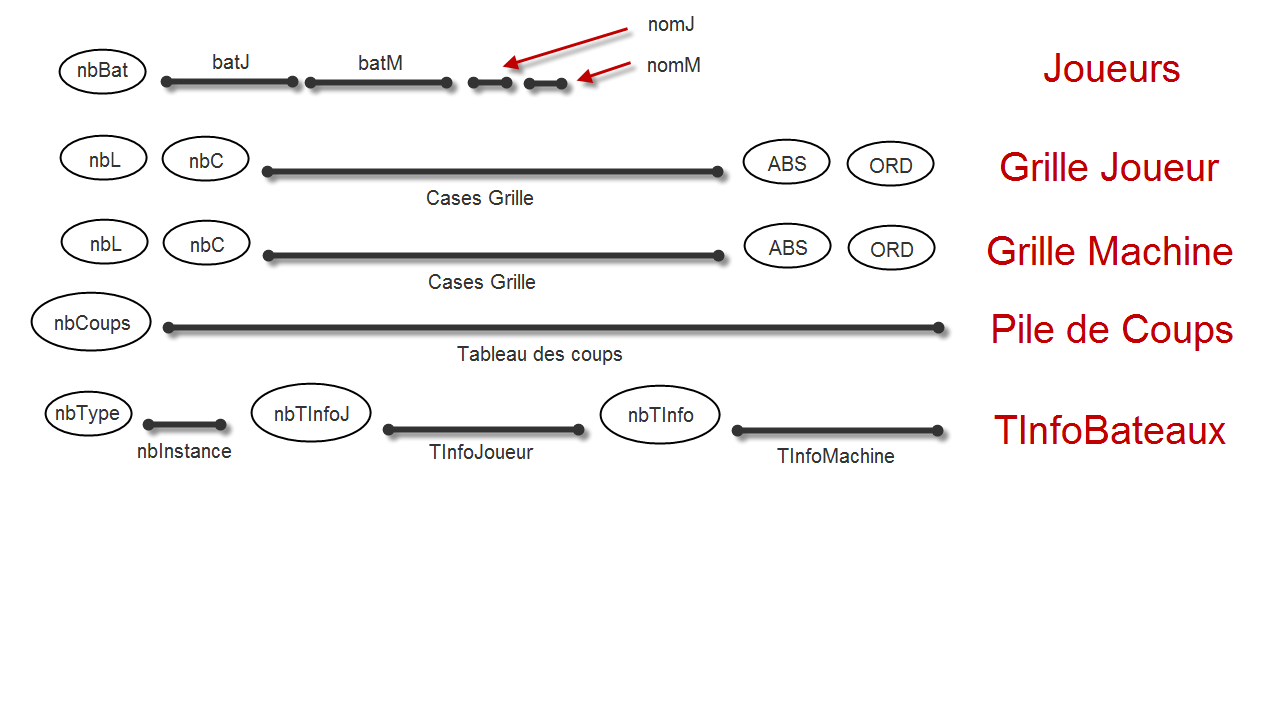 nomJ
nbBat batJ batM nomM Joueurs
nbL nbC ABS ORD Grille Joueur
Cases Grille
nbL nbC ABS ORD Grille Machine
Cases Grille
nbCoups Pile de Coups
Tableau des coups
nbType nbTInfoJ nbTInfo TInfoBateaux
nbInstance TInfoJoueur TInfoMachine